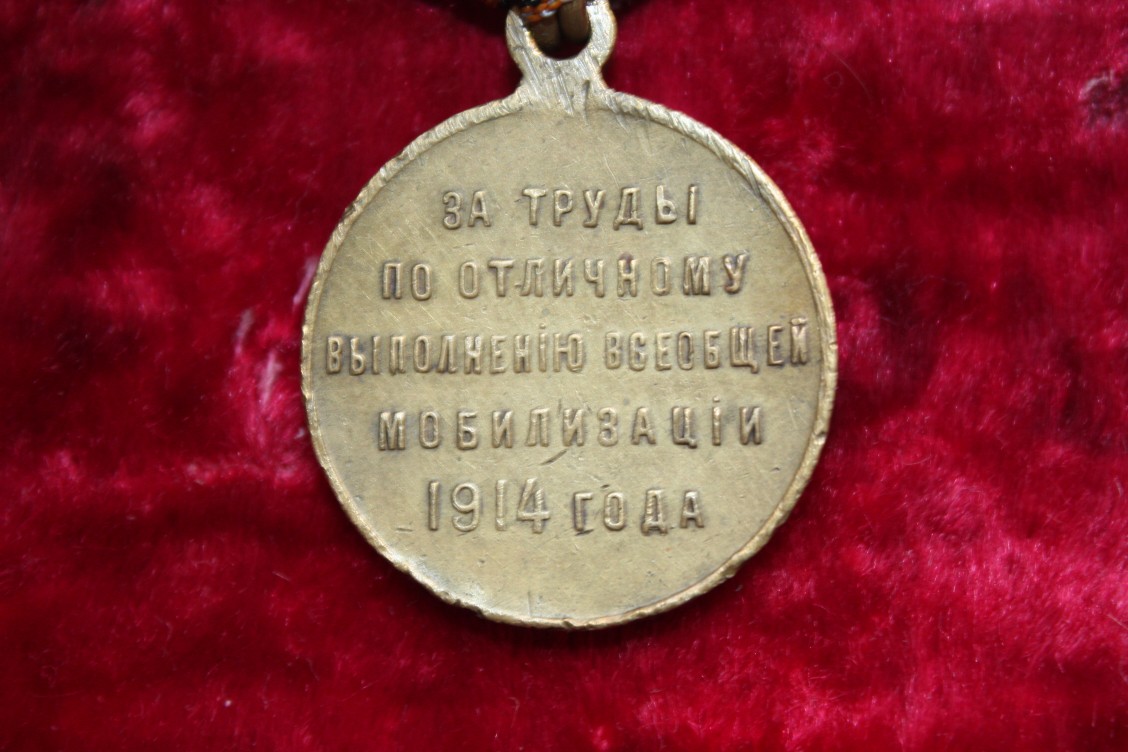 ЗА ТРУДЫ
ПО ОТЛИЧНОМУ
ВЫПОЛНЕНІЮ ВСЕОБЩЕЙ
МОБИЛИЗАЦІИ
1914 ГОДА